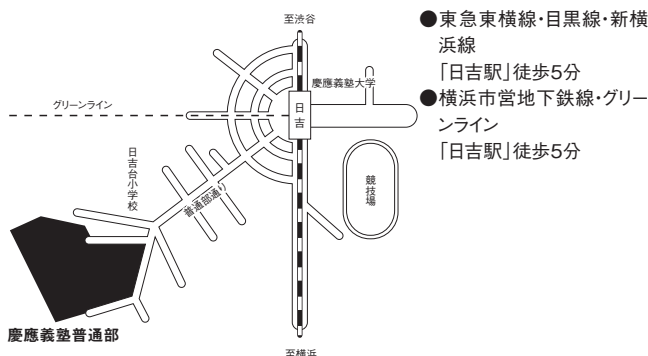 至渋谷
慶應義塾大学
グリーンライン
日吉
日吉台小学校
普通部通り
競技場
慶應義塾普通部
至横浜
●東急東横線・目黒線・新横
浜線
「日吉駅」徒歩5分
●横浜市営地下鉄線・グリー
ンライン
「日吉駅」徒歩5分